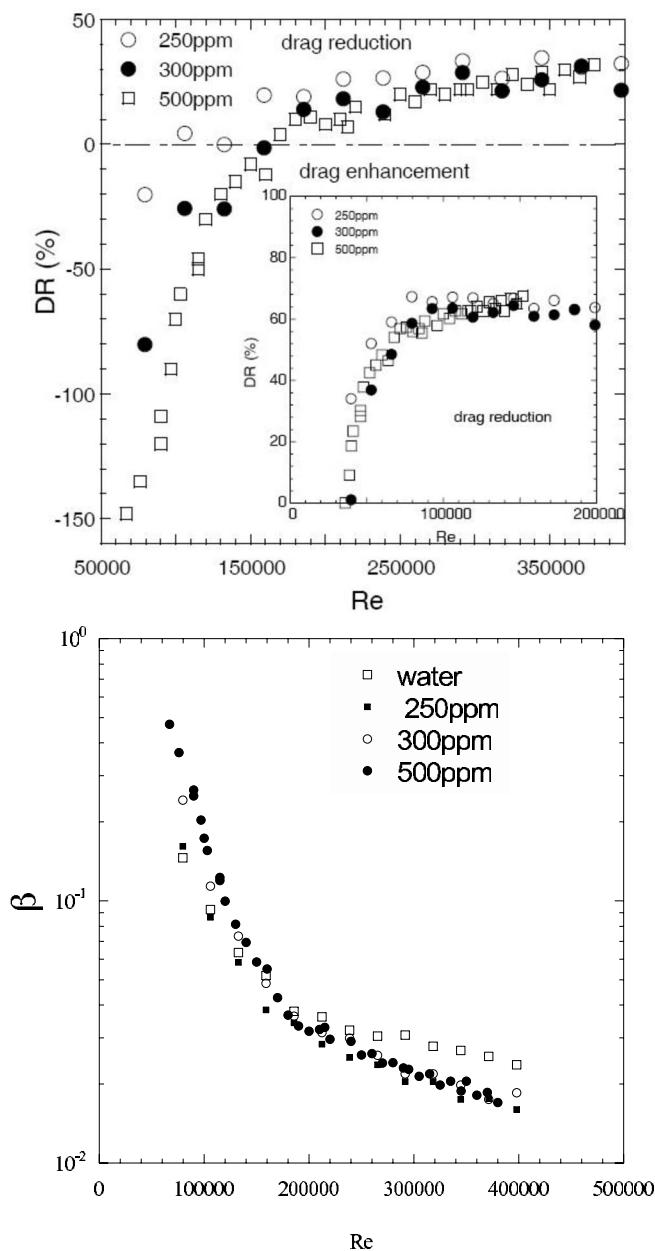 50
250ppm
drag reduction
300ppm
500ppm
0
drag enhancement
100
250ppm
300ppm
80
500ppm
-50
60
DR (%)
DR (%)
40
-100
drag reduction
20
0
-150
0
100000
200000
Re
50000
150000
250000
350000
Re
10^0
water
250ppm
300ppm
500ppm
β
10^-1
10^-2
0
100000
200000
300000
400000
500000
Re